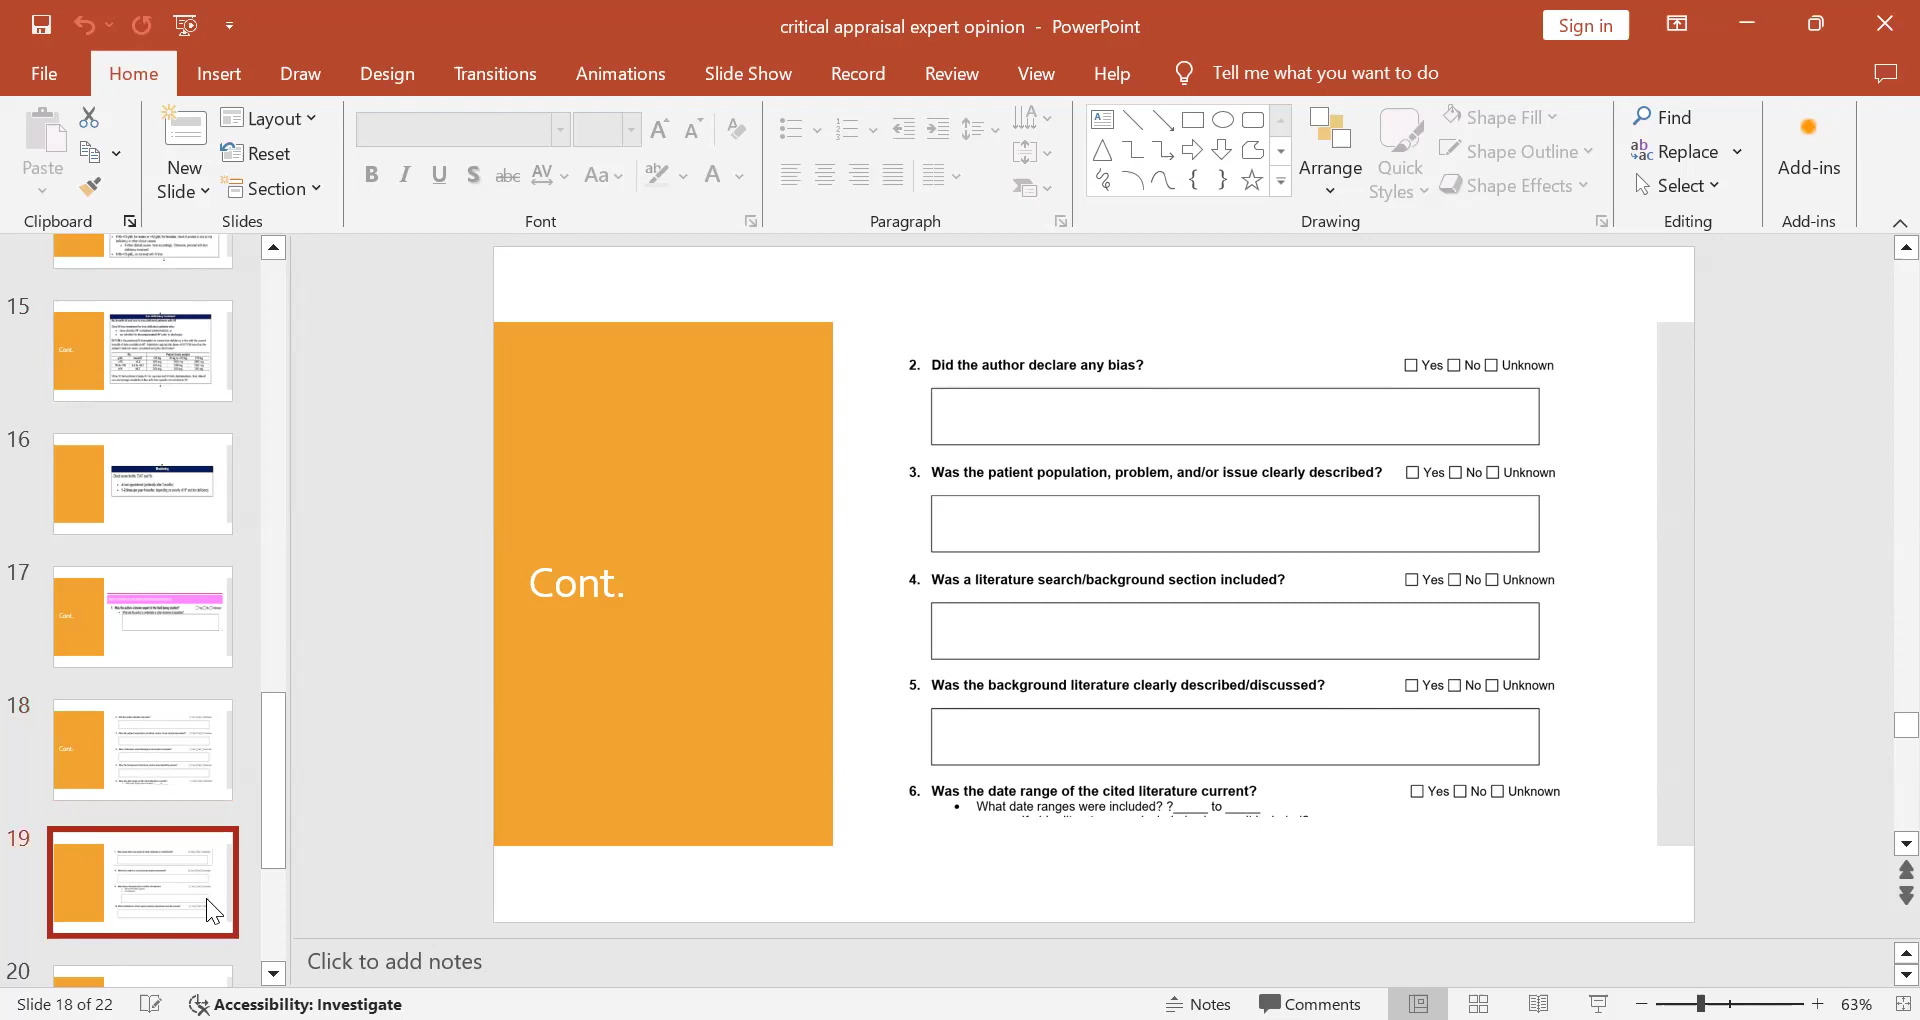 critical appraisal expert opinion - PowerPoint
Sign in
File Home Insert Draw Design Transitions Animations Slide Show Record Review View Help Tell me what you want to do
Paste
New Slide
Layout
Reset
Section
B I U S abc AV Aa A
Arrange
Quick Styles
Shape Fill
Shape Outline
Shape Effects
Find
Replace
Select
Add-ins
Clipboard Slides Font Paragraph Drawing Editing Add-ins
15
Cont.
16
17
Cont.
18
Cont.
19
20
Cont.
2. Did the author declare any bias? Yes No Unknown
3. Was the patient population, problem, and/or issue clearly described? Yes No Unknown
4. Was a literature search/background section included? Yes No Unknown
5. Was the background literature clearly described/discussed? Yes No Unknown
6. Was the date range of the cited literature current? Yes No Unknown
• What date ranges were included? ?_____ to _____
Click to add notes
Slide 18 of 22 Accessibility: Investigate Notes Comments 63%